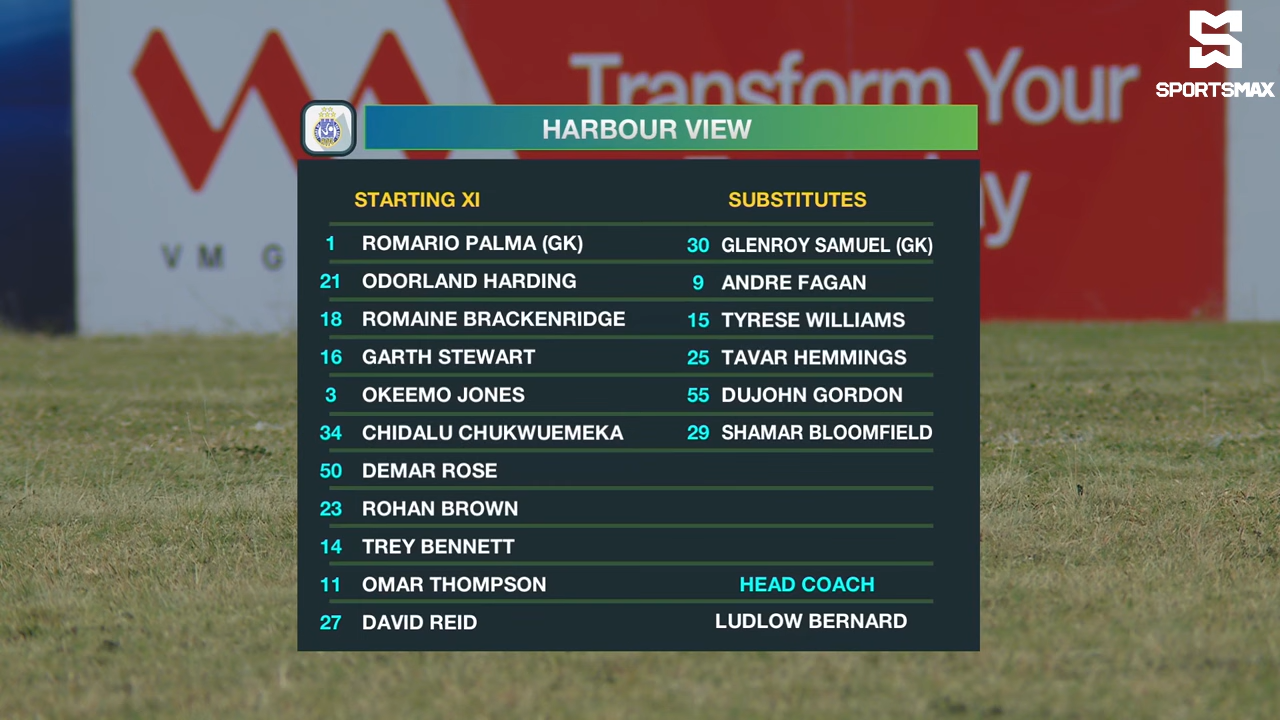 Transform Your
SPORTSMAX
HARBOUR VIEW
VM G
STARTING XI
1 ROMARIO PALMA (GK)
21 ODORLAND HARDING
18 ROMAINE BRACKENRIDGE
16 GARTH STEWART
3 OKEEMO JONES
34 CHIDALU CHUKWUEMEKA
50 DEMAR ROSE
23 ROHAN BROWN
14 TREY BENNETT
11 OMAR THOMPSON
27 DAVID REID
SUBSTITUTES
30 GLENROY SAMUEL (GK)
9 ANDRE FAGAN
15 TYRESE WILLIAMS
25 TAVAR HEMMINGS
55 DUJOHN GORDON
29 SHAMAR BLOOMFIELD
HEAD COACH
LUDLOW BERNARD